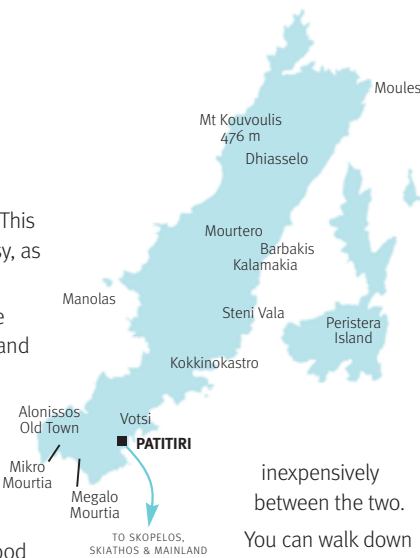 Moules
Mt Kouvoulis
476 m
Dhiasselo
This
sy, as
Mourtero
Barbakis
Kalamakia
Manolas
e
and
Steni Vala
Peristera
Island
Kokkinokastro
Alonissos
Old Town
Votsi
PATITIRI
Mikro
Mourtia
Megalo
Mourtia
TO SKOPELOS,
SKIATHOS & MAINLAND
ood
inexpensively
between the two.
You can walk down